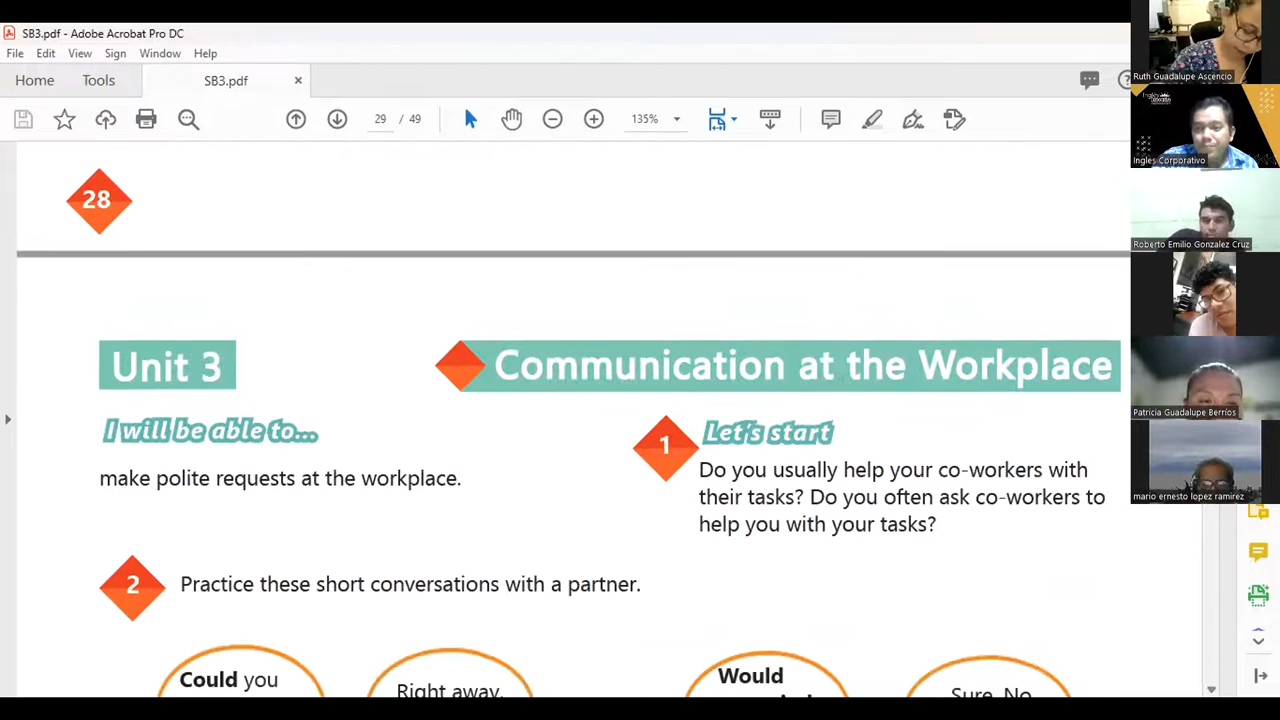 SB3.pdf - Adobe Acrobat Pro DC
File Edit View Sign Window Help
Home Tools SB3.pdf ×
29 / 49 135%
28
Unit 3 Communication at the Workplace
I will be able to...
make polite requests at the workplace.
1 Let's start
Do you usually help your co-workers with
their tasks? Do you often ask co-workers to
help you with your tasks?
2 Practice these short conversations with a partner.
Could you
Right away.
Would
Sure. No
Ruth Guadalupe Ascencio
Ingles Corporativo
Roberto Emilio Gonzalez Cruz
Patricia Guadalupe Berríos
mario ernesto lopez ramirez